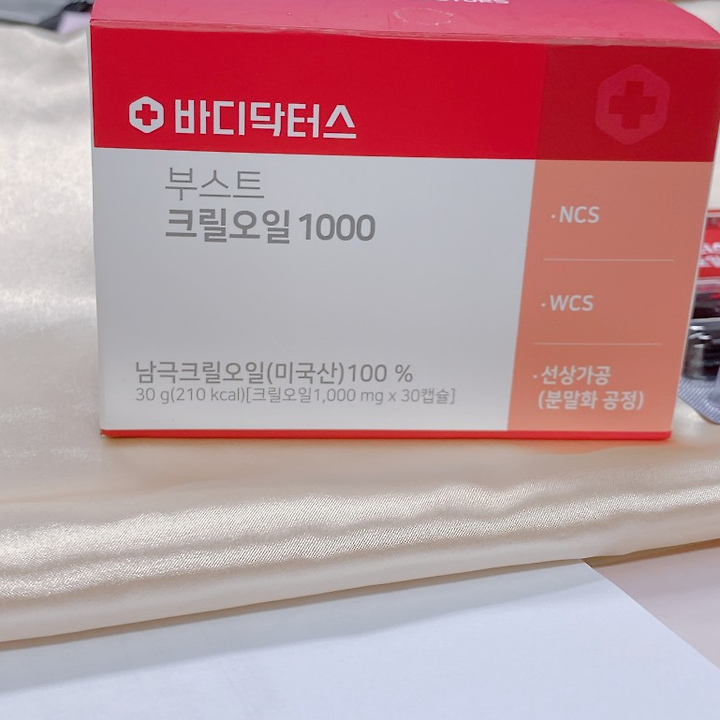 바디닥터스
부스트
크릴오일 1000
· NCS
· WCS
· 선상가공
(분말화 공정)
남극크릴오일(미국산)100 %
30 g(210 kcal)[크릴오일1,000 mg x 30캡슐]